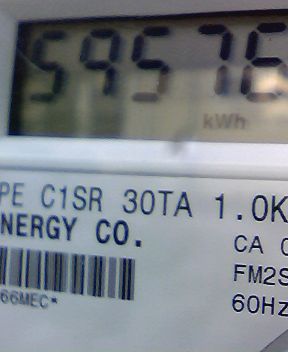 59576
kWh
PE C1SR 30TA 1.0K
NERGY CO.
CA
FM2S
66MEC*
60Hz